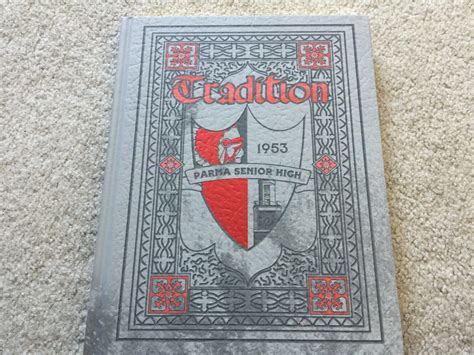 Tradition
1953
PARMA SENIOR HIGH